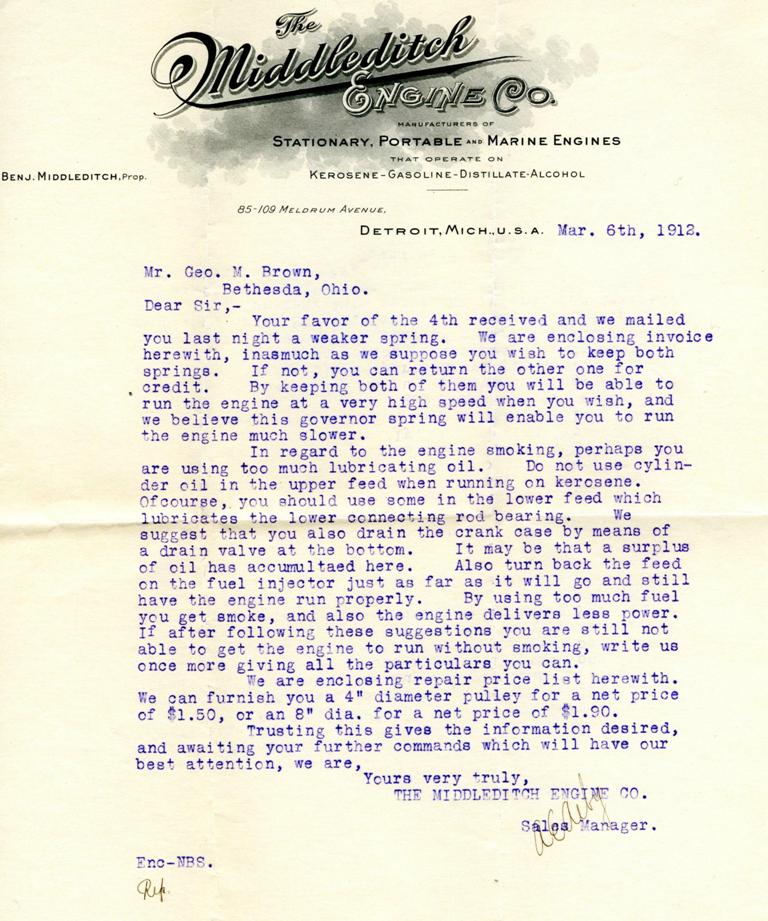 The
Middleditch
Engine Co.
MANUFACTURERS OF
STATIONARY, PORTABLE AND MARINE ENGINES
THAT OPERATE ON
KEROSENE-GASOLINE-DISTILLATE-ALCOHOL
BENJ. MIDDLEDITCH, Prop.
85-109 MELDRUM AVENUE,
DETROIT, MICH., U.S.A. Mar. 6th, 1912.
Mr. Geo. M. Brown,
Bethesda, Ohio.
Dear Sir,-
Your favor of the 4th received and we mailed
you last night a weaker spring. We are enclosing invoice
herewith, inasmuch as we suppose you wish to keep both
springs. If not, you can return the other one for
credit. By keeping both of them you will be able to
run the engine at a very high speed when you wish, and
we believe this governor spring will enable you to run
the engine much slower.
In regard to the engine smoking, perhaps you
are using too much lubricating oil. Do not use cylin-
der oil in the upper feed when running on kerosene.
Ofcourse, you should use some in the lower feed which
lubricates the lower connecting rod bearing. We
suggest that you also drain the crank case by means of
a drain valve at the bottom. It may be that a surplus
of oil has accumultaed here. Also turn back the feed
on the fuel injector just as far as it will go and still
have the engine run properly. By using too much fuel
you get smoke, and also the engine delivers less power.
If after following these suggestions you are still not
able to get the engine to run without smoking, write us
once more giving all the particulars you can.
We are enclosing repair price list herewith.
We can furnish you a 4" diameter pulley for a net price
of $1.50, or an 8" dia. for a net price of $1.90.
Trusting this gives the information desired,
and awaiting your further commands which will have our
best attention, we are,
Yours very truly,
THE MIDDLEDITCH ENGINE CO.
Sales Manager.
Enc-NBS.
Rep.